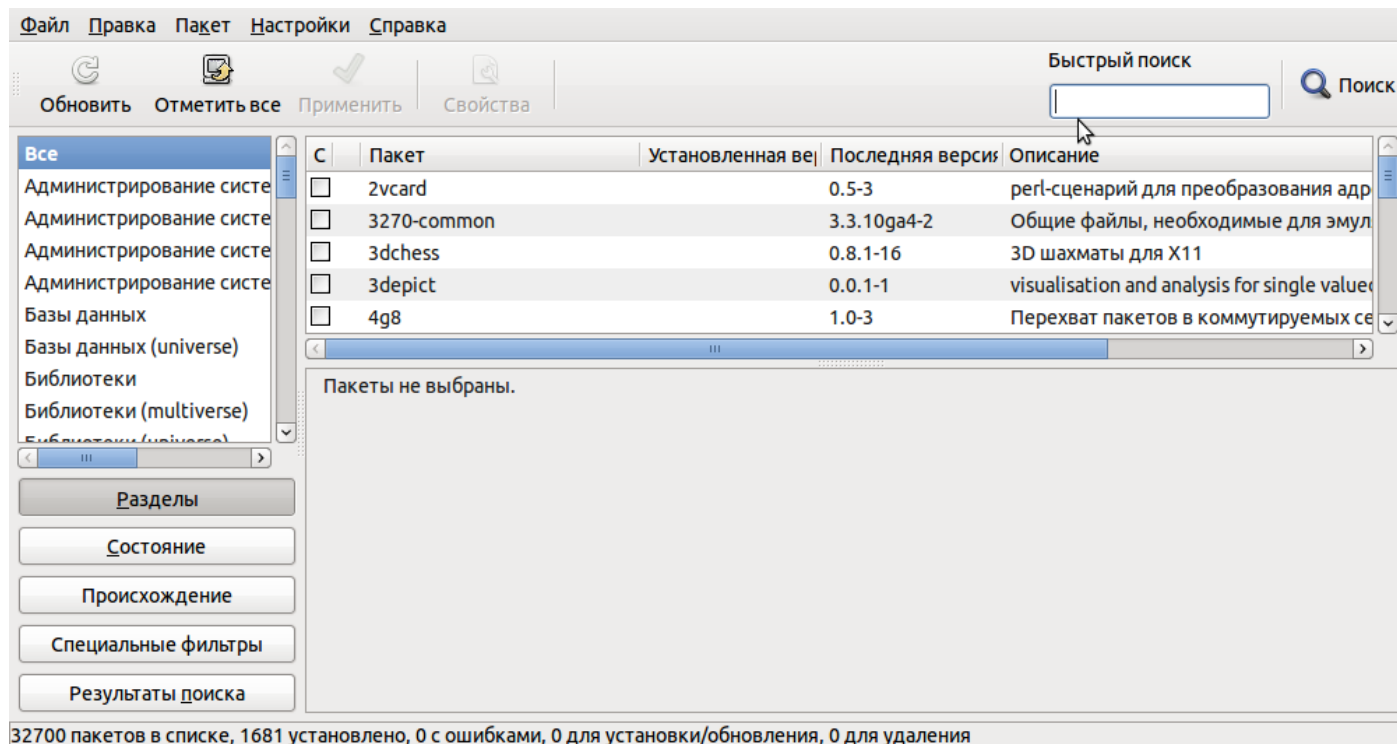 Файл Правка Пакет Настройки Справка
Обновить Отметить все Применить Свойства
Быстрый поиск
Поиск
Все
Администрирование систе
Администрирование систе
Администрирование систе
Администрирование систе
Базы данных
Базы данных (universe)
Библиотеки
Библиотеки (multiverse)
Библиотеки (universe)
С Пакет Установленная вер Последняя версия Описание
2vcard 0.5-3 perl-сценарий для преобразования адр
3270-common 3.3.10ga4-2 Общие файлы, необходимые для эмул
3dchess 0.8.1-16 3D шахматы для X11
3depict 0.0.1-1 visualisation and analysis for single valued
4g8 1.0-3 Перехват пакетов в коммутируемых се
Пакеты не выбраны.
Разделы
Состояние
Происхождение
Специальные фильтры
Результаты поиска
32700 пакетов в списке, 1681 установлено, 0 с ошибками, 0 для установки/обновления, 0 для удаления